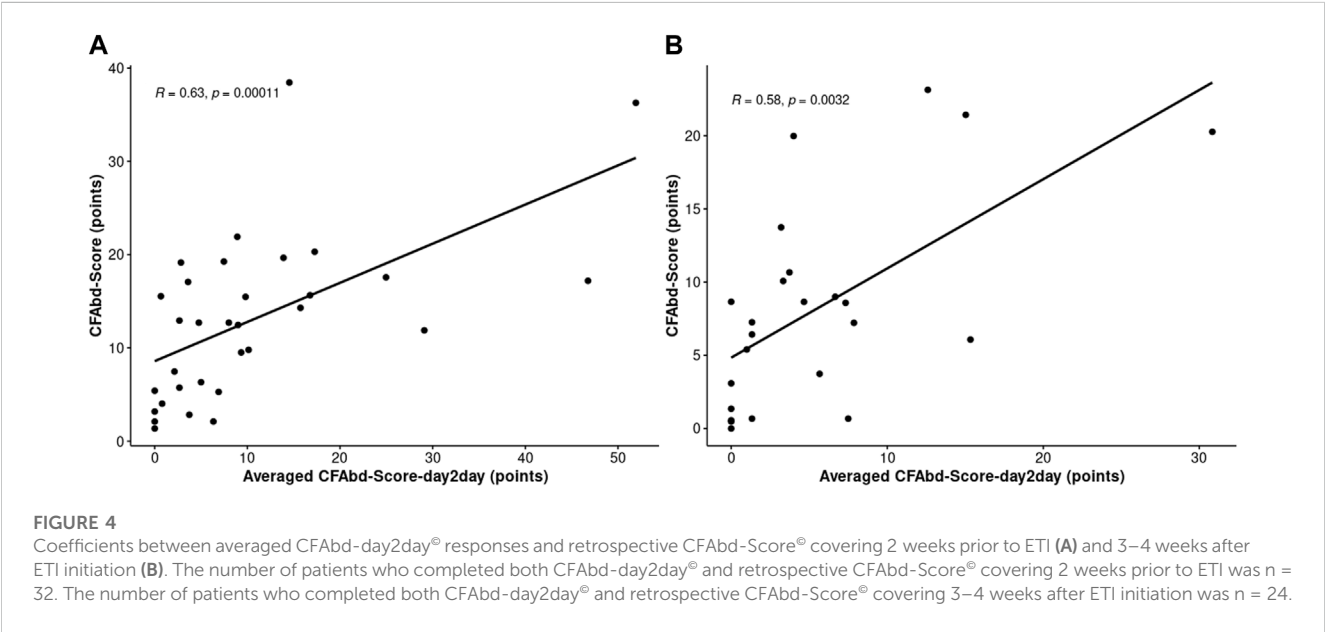 A
B
R = 0.63, p = 0.00011
R = 0.58, p = 0.0032
CFAbd-Score (points)
40
30
20
10
0
0 10 20 30 40 50
Averaged CFAbd-Score-day2day (points)
CFAbd-Score (points)
20
15
10
5
0
0 10 20 30
Averaged CFAbd-Score-day2day (points)
FIGURE 4
Coefficients between averaged CFAbd-day2day© responses and retrospective CFAbd-Score© covering 2 weeks prior to ETI (A) and 3–4 weeks after
ETI initiation (B). The number of patients who completed both CFAbd-day2day© and retrospective CFAbd-Score© covering 2 weeks prior to ETI was n =
32. The number of patients who completed both CFAbd-day2day© and retrospective CFAbd-Score© covering 3–4 weeks after ETI initiation was n = 24.